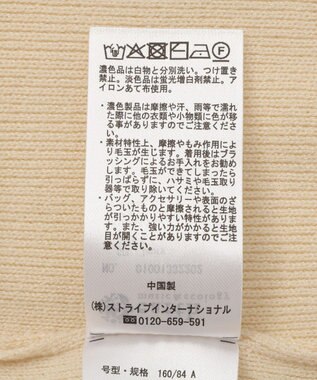 濃色品は白物と分別洗い。つけ置き
禁止。淡色品は蛍光増白剤禁止。ア
イロンあて布使用。
・濃色製品は摩擦や汗、雨等で濡れ
た際に他の衣類や小物類に色が移
る事がありますのでご注意くださ
い。
・素材特性上、摩擦やもみ作用によ
り毛玉が生じます。着用後はブラ
ッシングによるお手入れをお勧め
します。毛玉ができてしまったら
引っぱらずに、ハサミや毛玉取り
器等で取り除いてください。
・バッグ、アクセサリーや表面のざ
らついたものと摩擦されると生地
が引っかかりやすい特性がありま
す。また、強い力がかかると生地
目が開くことがありますのでご注
意ください。
中国製
(株)ストライプインターナショナル
0120-659-591
号型・规格 160/84 A